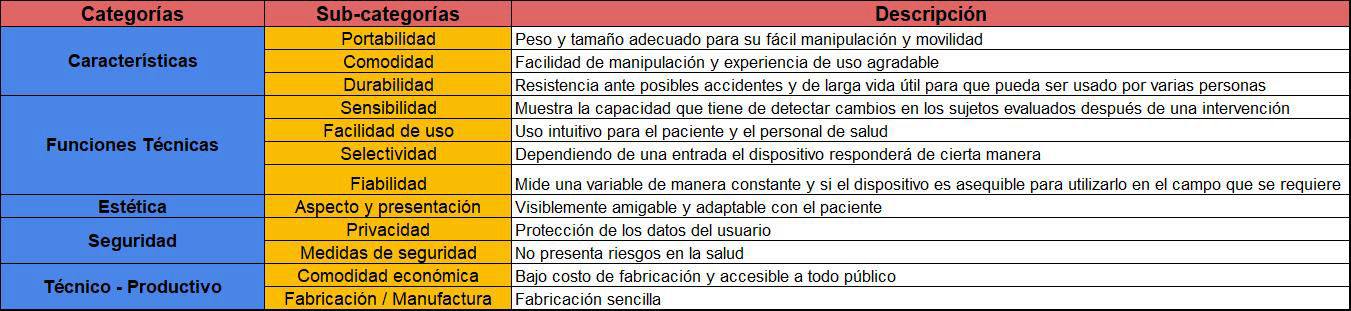 Categorías Sub-categorías Descripción
Características
Portabilidad Peso y tamaño adecuado para su fácil manipulación y movilidad
Comodidad Facilidad de manipulación y experiencia de uso agradable
Durabilidad Resistencia ante posibles accidentes y de larga vida útil para que pueda ser usado por varias personas
Funciones Técnicas
Sensibilidad Muestra la capacidad que tiene de detectar cambios en los sujetos evaluados después de una intervención
Facilidad de uso Uso intuitivo para el paciente y el personal de salud
Selectividad Dependiendo de una entrada el dispositivo responderá de cierta manera
Fiabilidad Mide una variable de manera constante y si el dispositivo es asequible para utilizarlo en el campo que se requiere
Estética Aspecto y presentación Visiblemente amigable y adaptable con el paciente
Seguridad
Privacidad Protección de los datos del usuario
Medidas de seguridad No presenta riesgos en la salud
Técnico - Productivo
Comodidad económica Bajo costo de fabricación y accesible a todo público
Fabricación / Manufactura Fabricación sencilla